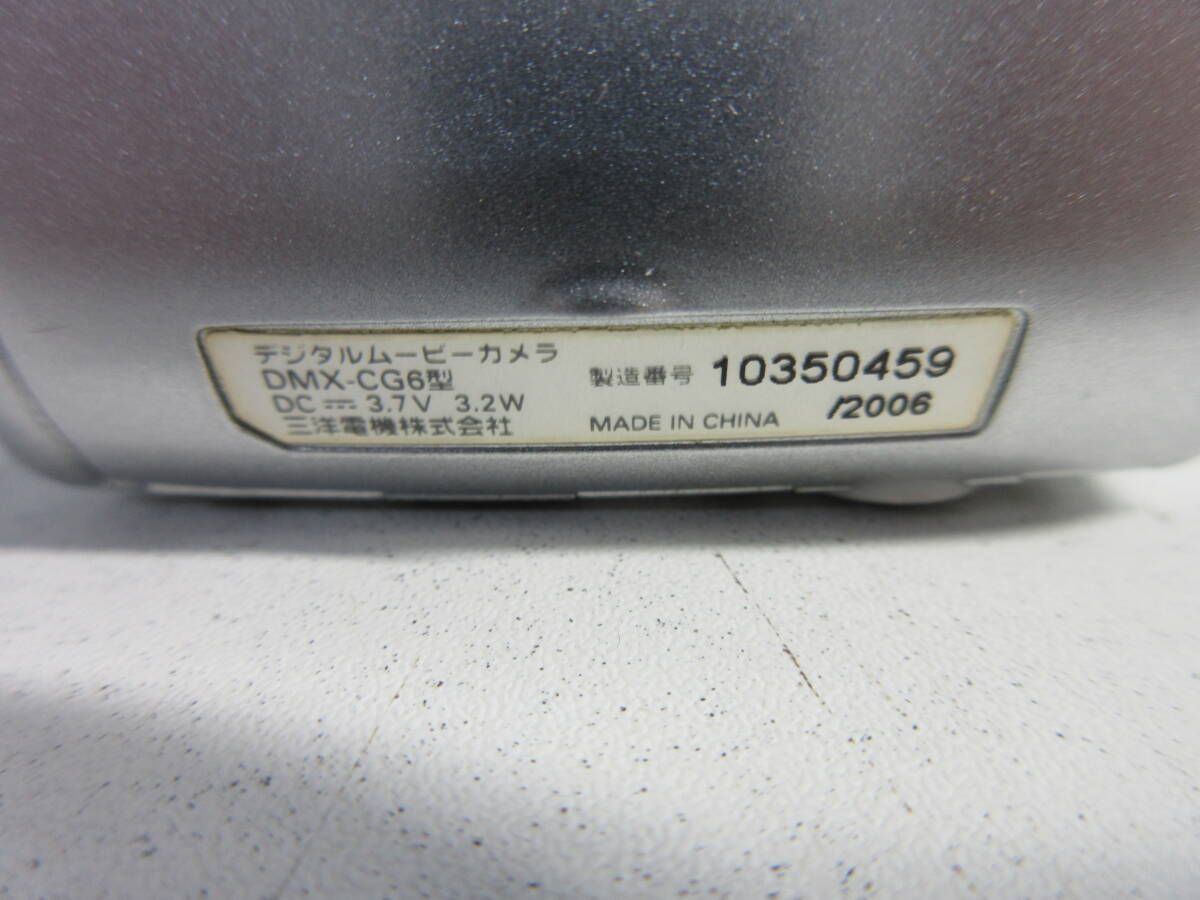 デジタルムービーカメラ
DMX-CG6型
DC ⎓ 3.7V 3.2W
三洋電機株式会社
製造番号 10350459
/2006
MADE IN CHINA